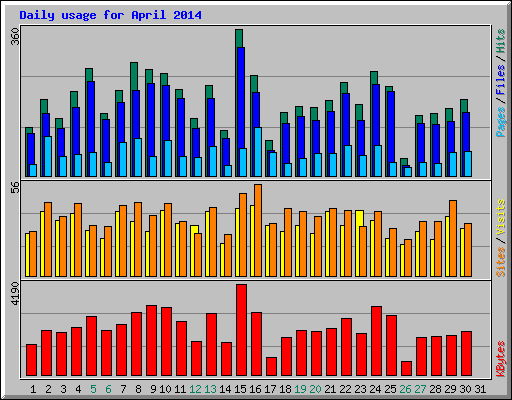 Daily usage for April 2014
360
Pages / Files / Hits
56
Sites / Visits
4190
KBytes
1 2 3 4 5 6 7 8 9 10 11 12 13 14 15 16 17 18 19 20 21 22 23 24 25 26 27 28 29 30 31